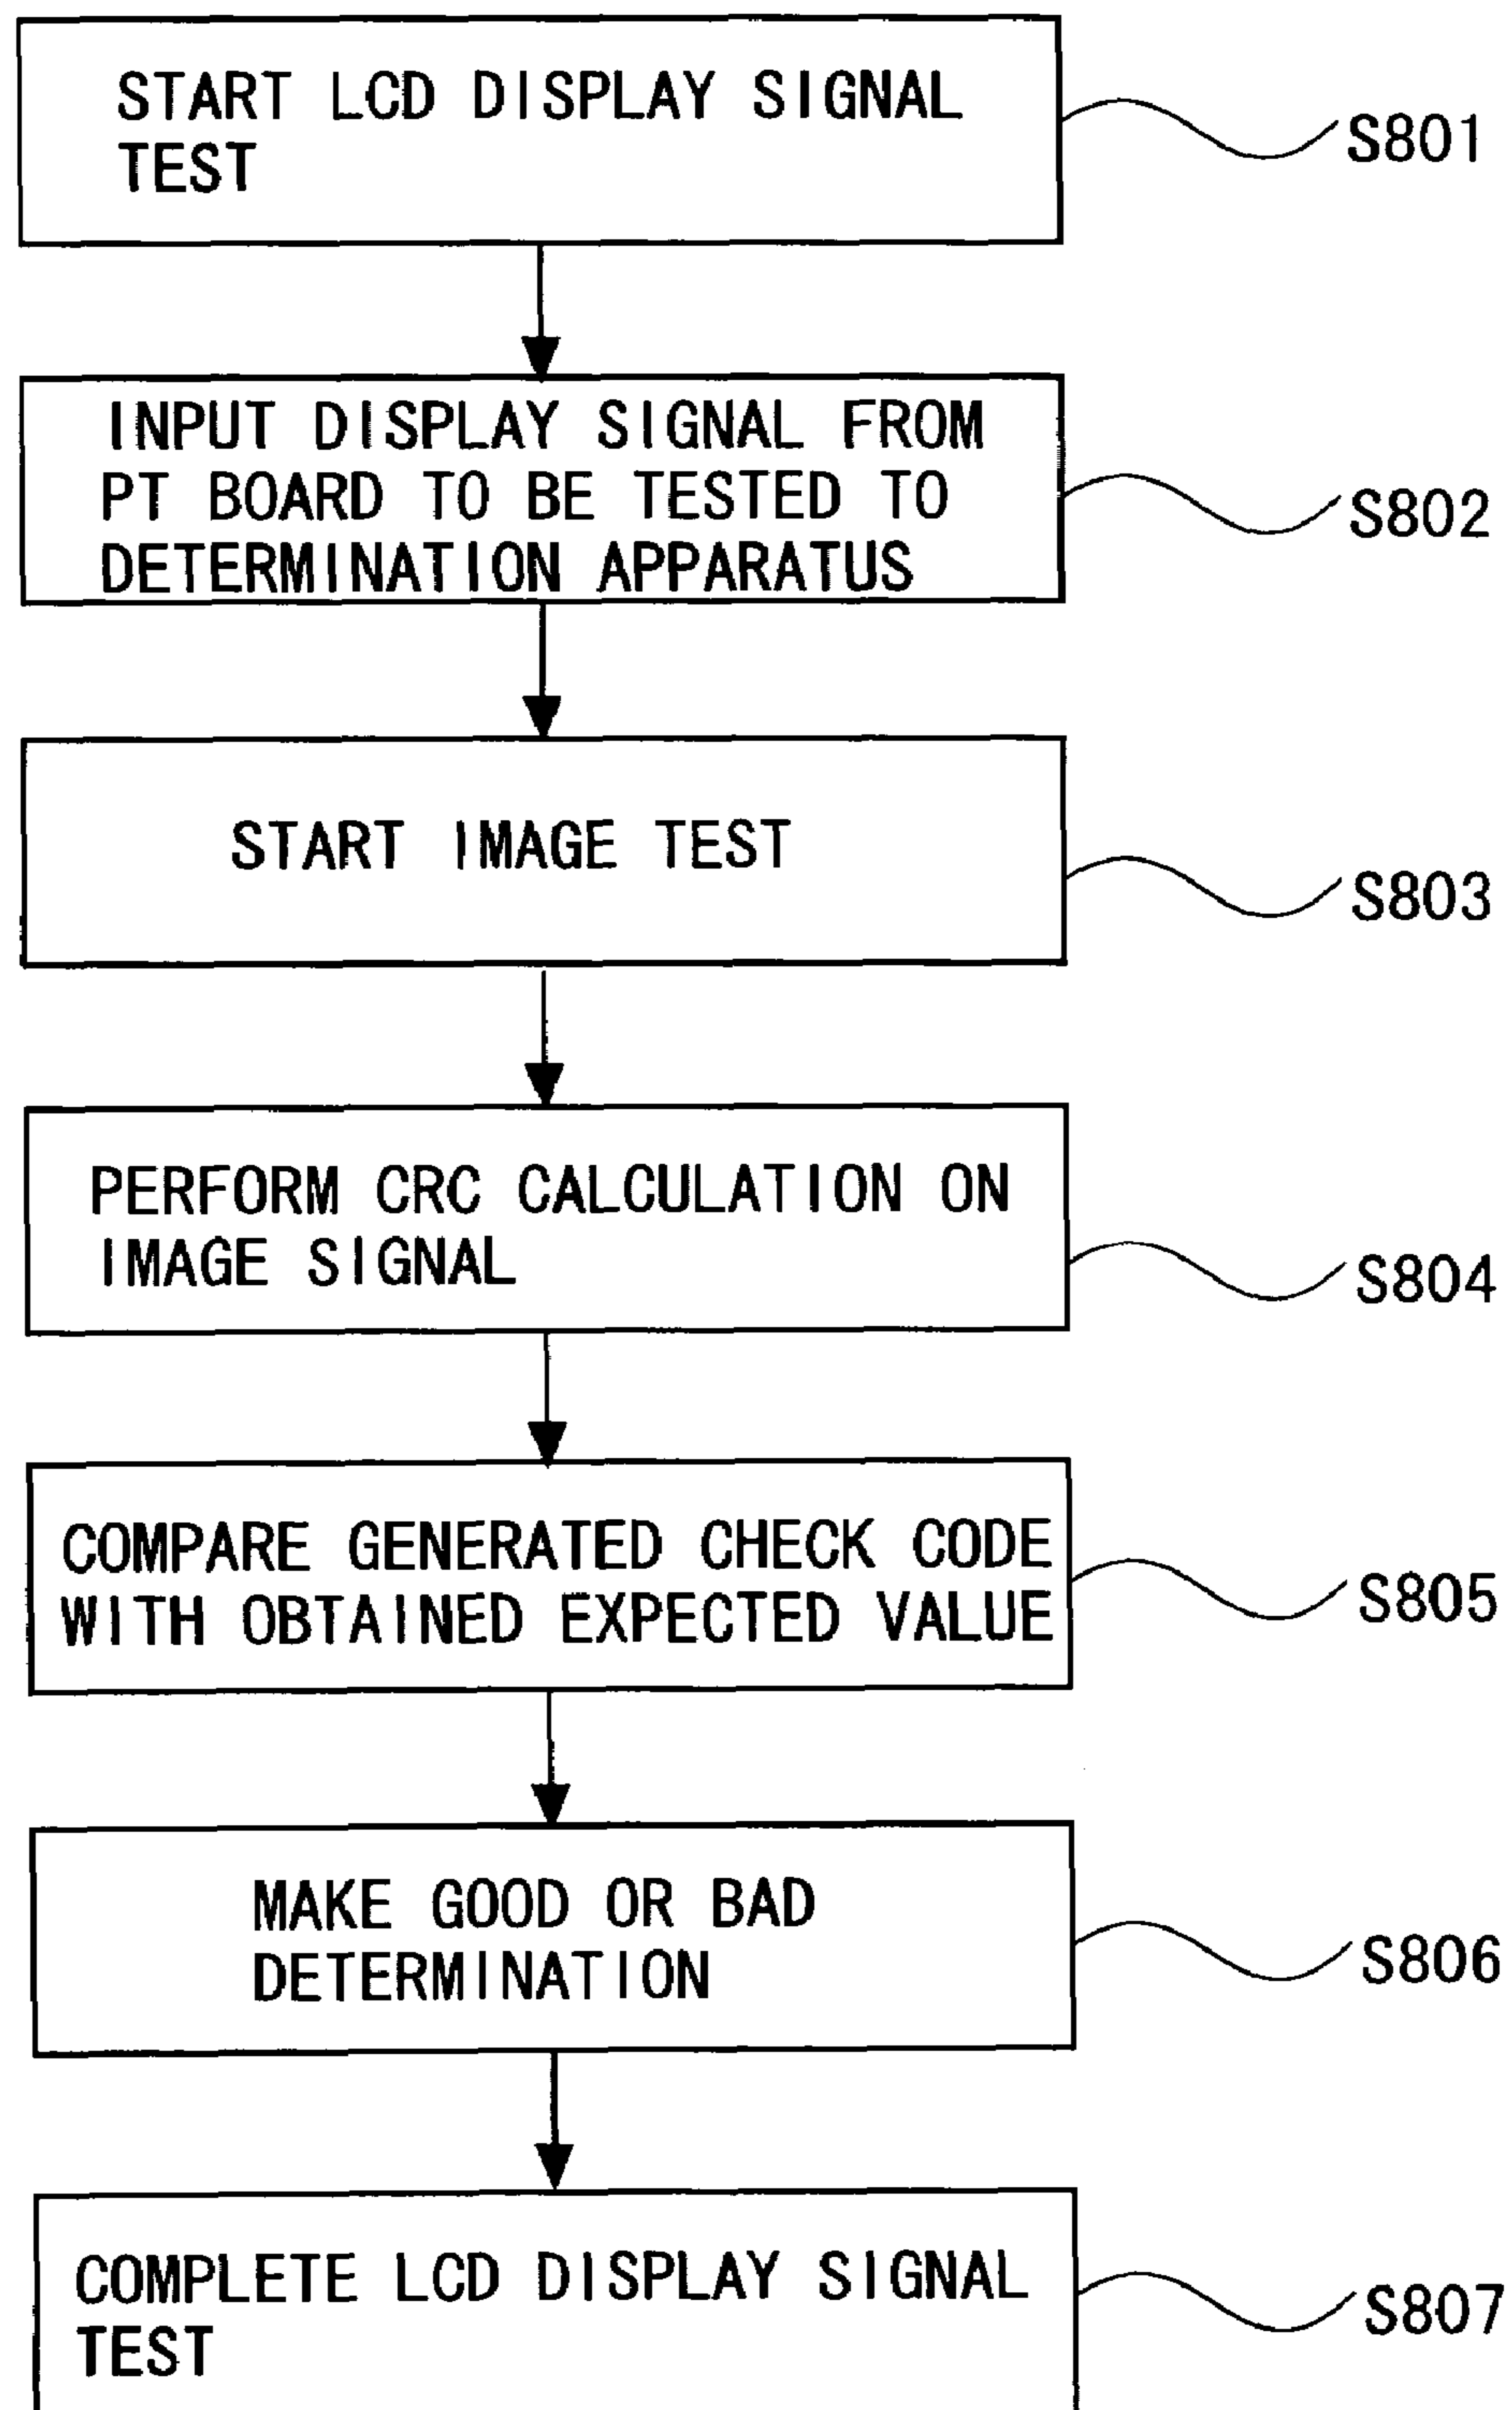 START LCD DISPLAY SIGNAL
TEST
S801
INPUT DISPLAY SIGNAL FROM
PT BOARD TO BE TESTED TO
DETERMINATION APPARATUS
S802
START IMAGE TEST
S803
PERFORM CRC CALCULATION ON
IMAGE SIGNAL
S804
COMPARE GENERATED CHECK CODE
WITH OBTAINED EXPECTED VALUE
S805
MAKE GOOD OR BAD
DETERMINATION
S806
COMPLETE LCD DISPLAY SIGNAL
TEST
S807